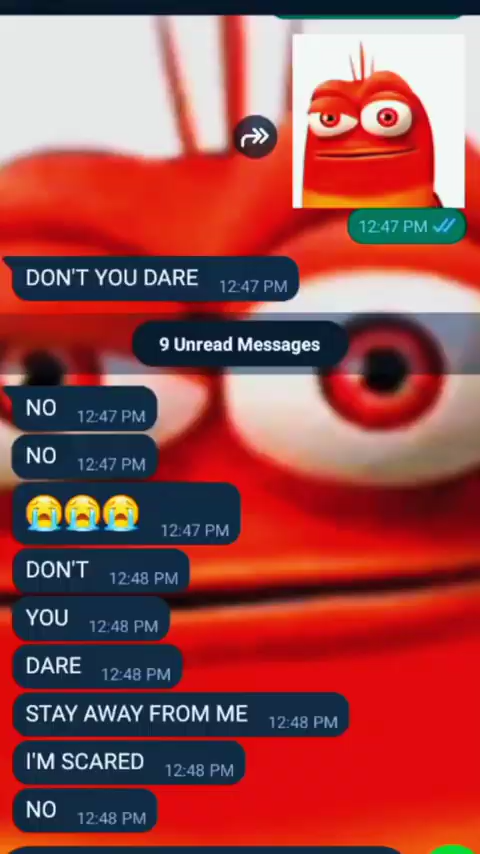 12:47 PM
DON'T YOU DARE 12:47 PM
9 Unread Messages
NO 12:47 PM
NO 12:47 PM
😭😭😭 12:47 PM
DON'T 12:48 PM
YOU 12:48 PM
DARE 12:48 PM
STAY AWAY FROM ME 12:48 PM
I'M SCARED 12:48 PM
NO 12:48 PM